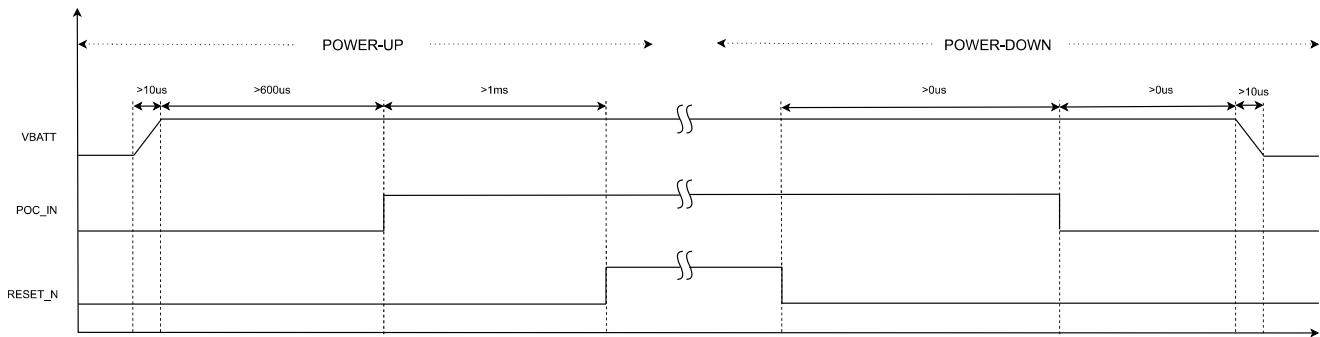 POWER-UP
POWER-DOWN
>10us
>600us
>1ms
>0us
>0us
>10us
VBATT
POC_IN
RESET_N